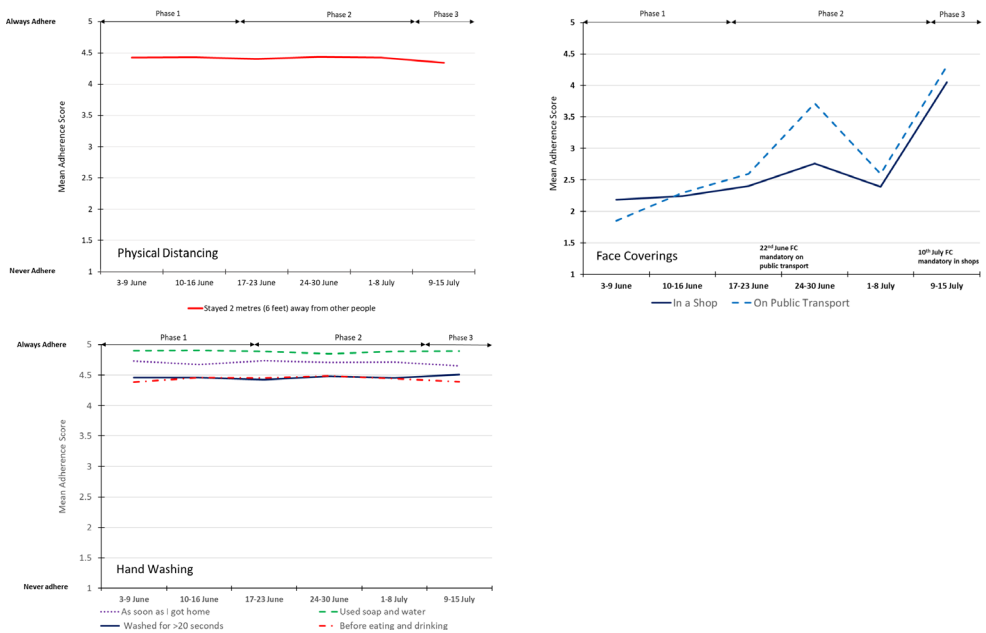 Phase 1
Phase 2
Phase 3
Always Adhere
5
4.5
4
3.5
3
2.5
2
1.5
Never Adhere
1
Mean Adherence Score
Physical Distancing
3-9 June
10-16 June
17-23 June
24-30 June
1-8 July
9-15 July
Stayed 2 metres (6 feet) away from other people
Phase 1
Phase 2
Phase 3
5
4.5
4
3.5
3
2.5
2
1.5
1
Mean Adherence Score
Face Coverings
22nd June FC
mandatory on
public transport
10th July FC
mandatory in shops
3-9 June
10-16 June
17-23 June
24-30 June
1-8 July
9-15 July
In a Shop
On Public Transport
Phase 1
Phase 2
Phase 3
Always Adhere
5
4.5
4
3.5
3
2.5
2
1.5
Never adhere
1
Mean Adherence Score
Hand Washing
3-9 June
10-16 June
17-23 June
24-30 June
1-8 July
9-15 July
As soon as I got home
Used soap and water
Washed for >20 seconds
Before eating and drinking